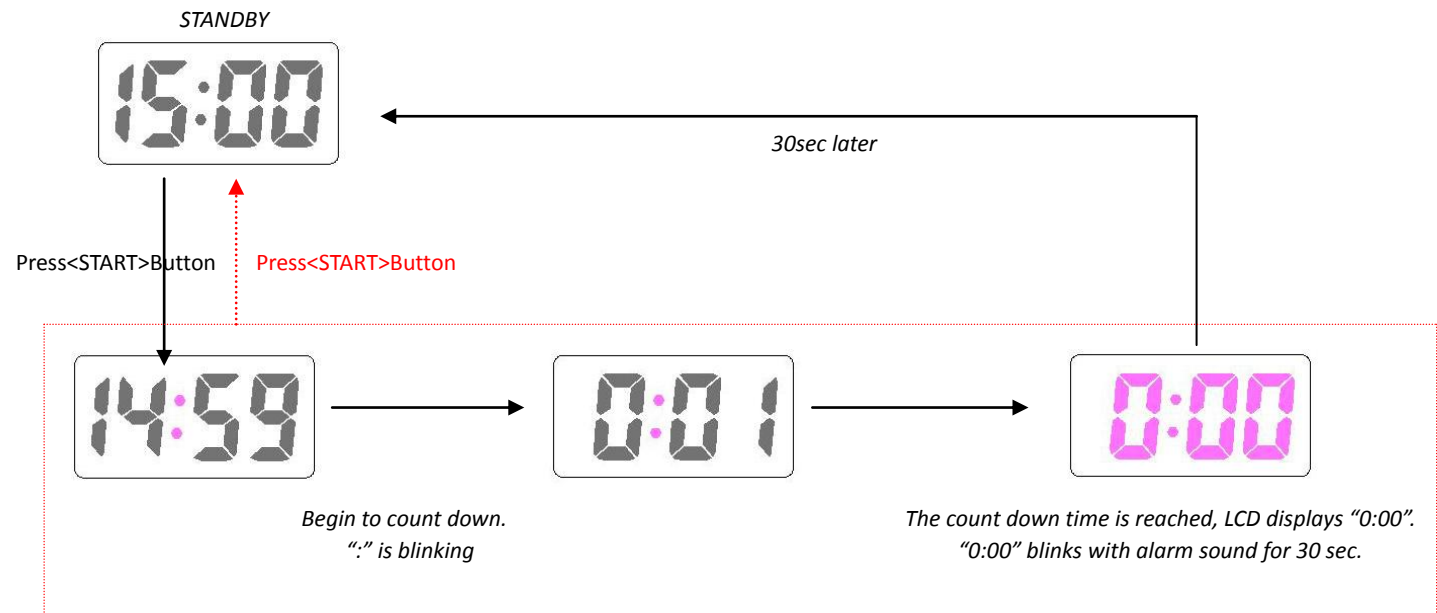 STANDBY
15:00
30sec later
Press<START>Button
Press<START>Button
14:59
0:01
0:00
Begin to count down.
“:” is blinking
The count down time is reached, LCD displays “0:00”.
“0:00” blinks with alarm sound for 30 sec.